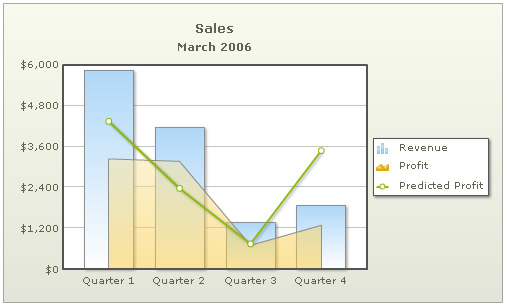 Sales
March 2006
$6,000
$4,800
$3,600
$2,400
$1,200
$0
Quarter 1
Quarter 2
Quarter 3
Quarter 4
Revenue
Profit
Predicted Profit